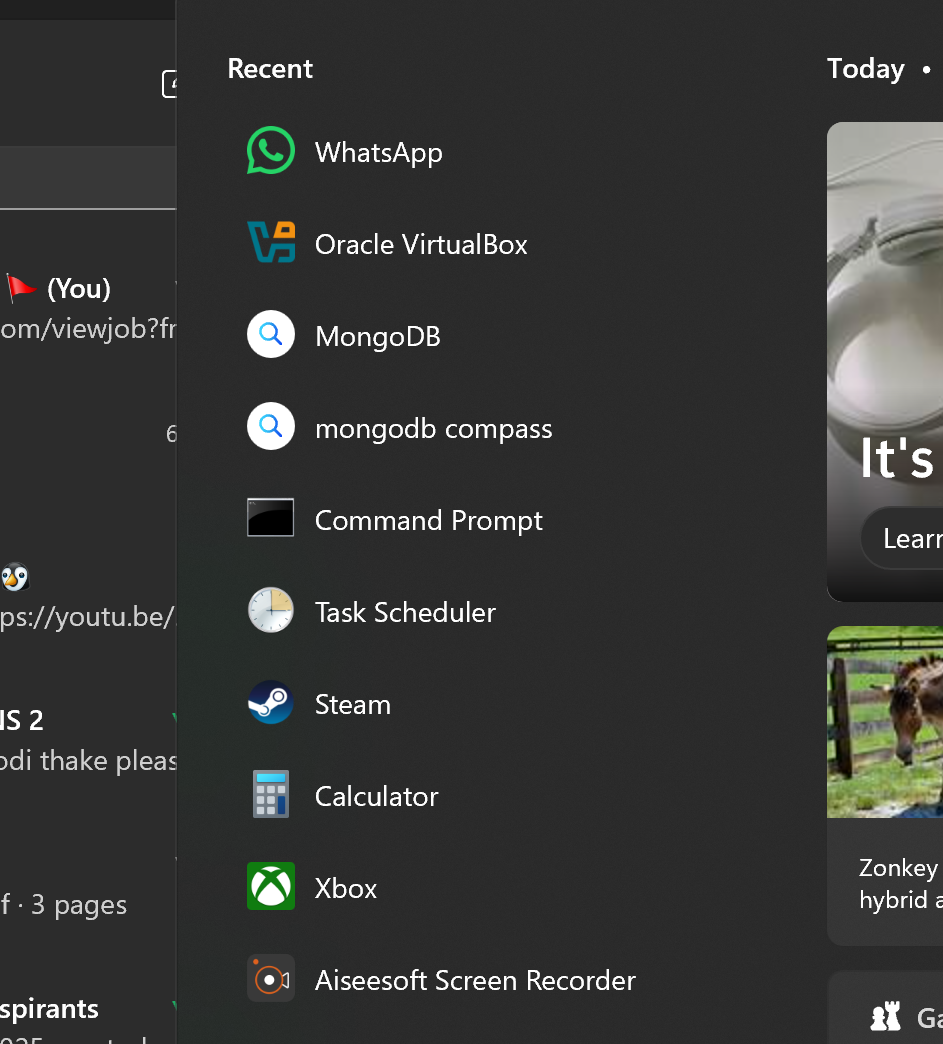 (You)
om/viewjob?fr
6
ps://youtu.be/
NS 2
odi thake pleas
f · 3 pages
spirants
Recent
WhatsApp
Oracle VirtualBox
MongoDB
mongodb compass
Command Prompt
Task Scheduler
Steam
Calculator
Xbox
Aiseesoft Screen Recorder
Today •
It's
Learn
Zonkey
hybrid a
Ga